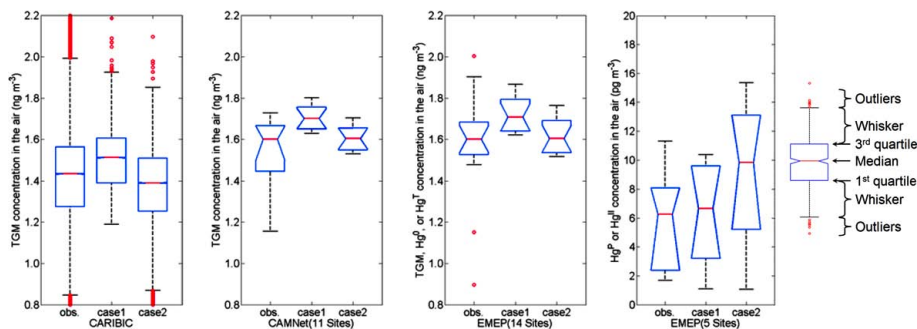 TGM concentration in the air (ng m-3)
2.2
2.0
1.8
1.6
1.4
1.2
1.0
0.8
obs. case1 case2
CARIBIC
TGM concentration in the air (ng m-3)
2.2
2.0
1.8
1.6
1.4
1.2
1.0
0.8
obs. case1 case2
CAMNet(11 Sites)
TGM, Hg0, or HgT concentration in the air (ng m-3)
2.2
2.0
1.8
1.6
1.4
1.2
1.0
0.8
obs. case1 case2
EMEP(14 Sites)
HgP or HgII concentration in the air (pg m-3)
20
18
16
14
12
10
8
6
4
2
0
obs. case1 case2
EMEP(5 Sites)
Outliers
Whisker
3rd quartile
Median
1st quartile
Whisker
Outliers